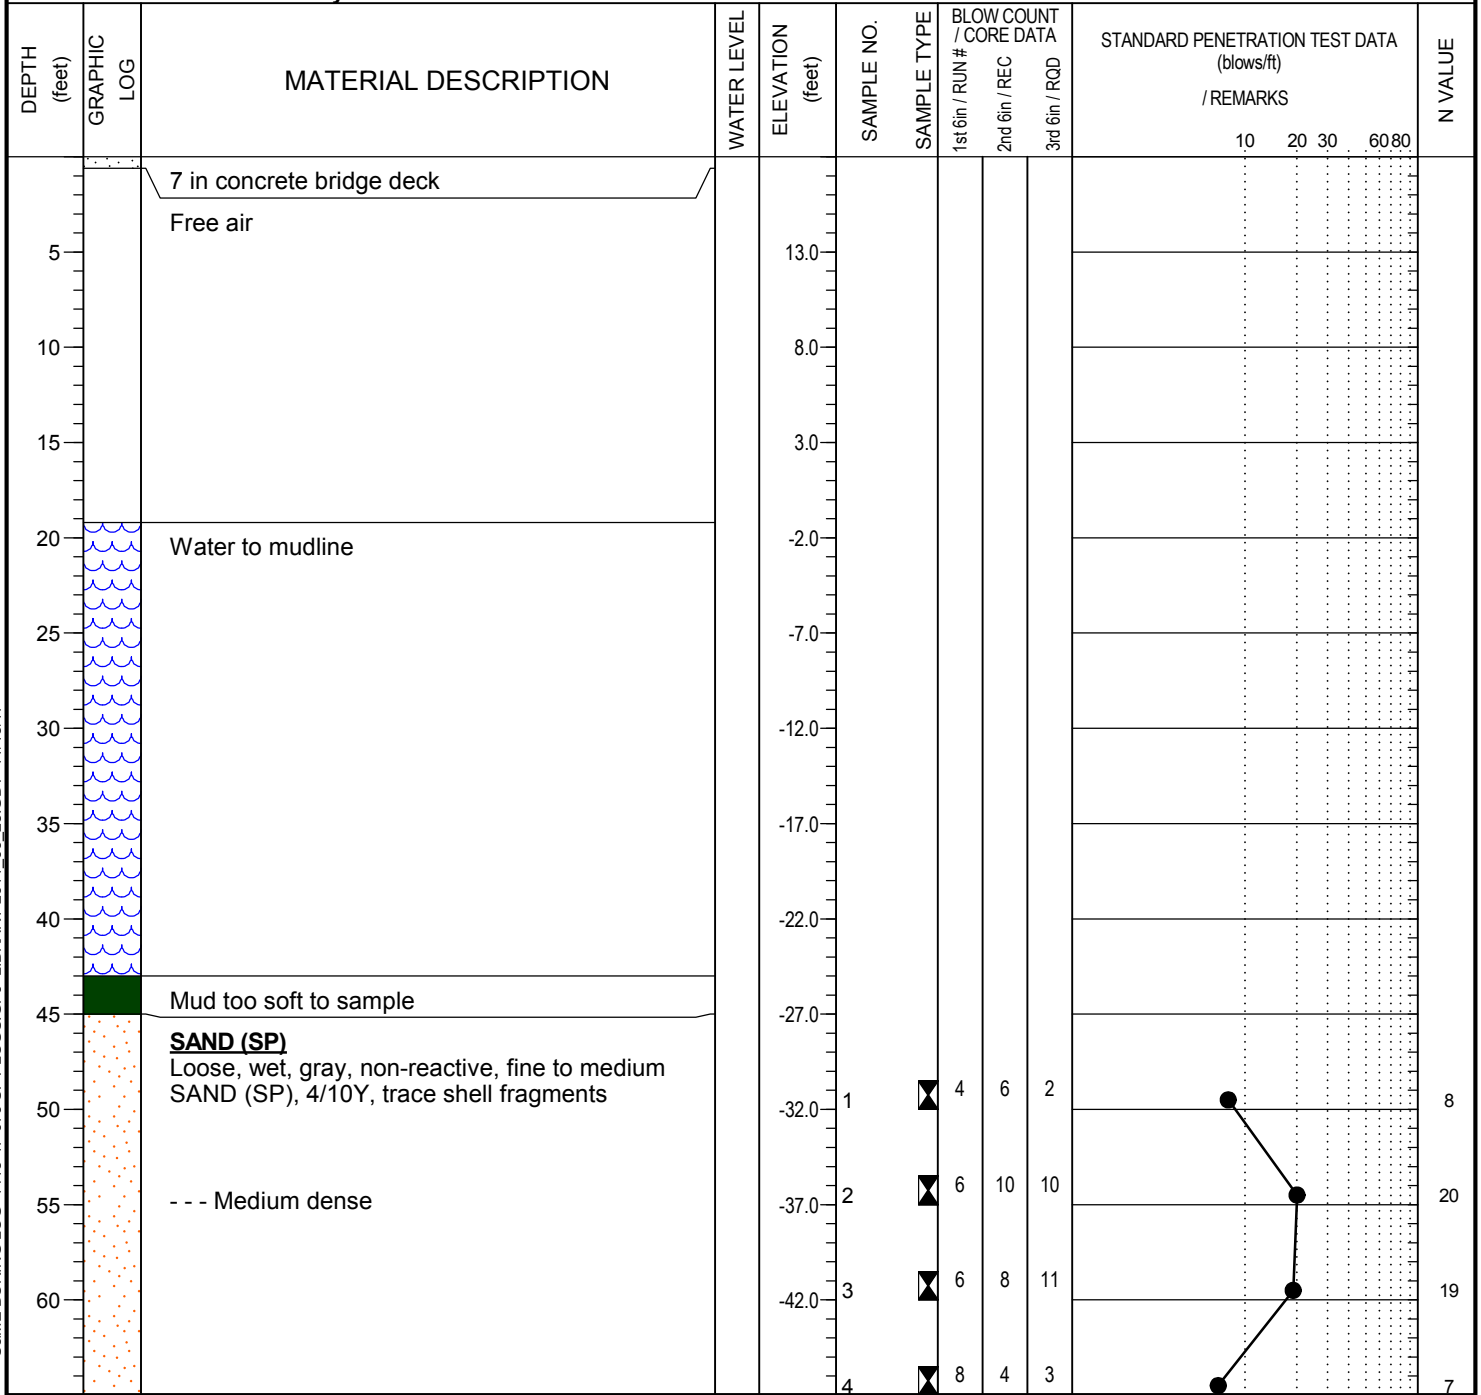 DEPTH
(feet)
GRAPHIC
LOG
MATERIAL DESCRIPTION
WATER LEVEL
ELEVATION
(feet)
SAMPLE NO.
SAMPLE TYPE
BLOW COUNT
/ CORE DATA
1st 6in / RUN #
2nd 6in / REC
3rd 6in / RQD
STANDARD PENETRATION TEST DATA
(blows/ft)
/ REMARKS
10 20 30 60 80
N VALUE
7 in concrete bridge deck
Free air
5 13.0
10 8.0
15 3.0
20 Water to mudline -2.0
25 -7.0
30 -12.0
35 -17.0
40 -22.0
Mud too soft to sample
45 -27.0
SAND (SP)
Loose, wet, gray, non-reactive, fine to medium
SAND (SP), 4/10Y, trace shell fragments
50 -32.0 1 4 6 2 8
- - - Medium dense
55 -37.0 2 6 10 10 20
60 -42.0 3 6 8 11 19
4 8 4 3 7